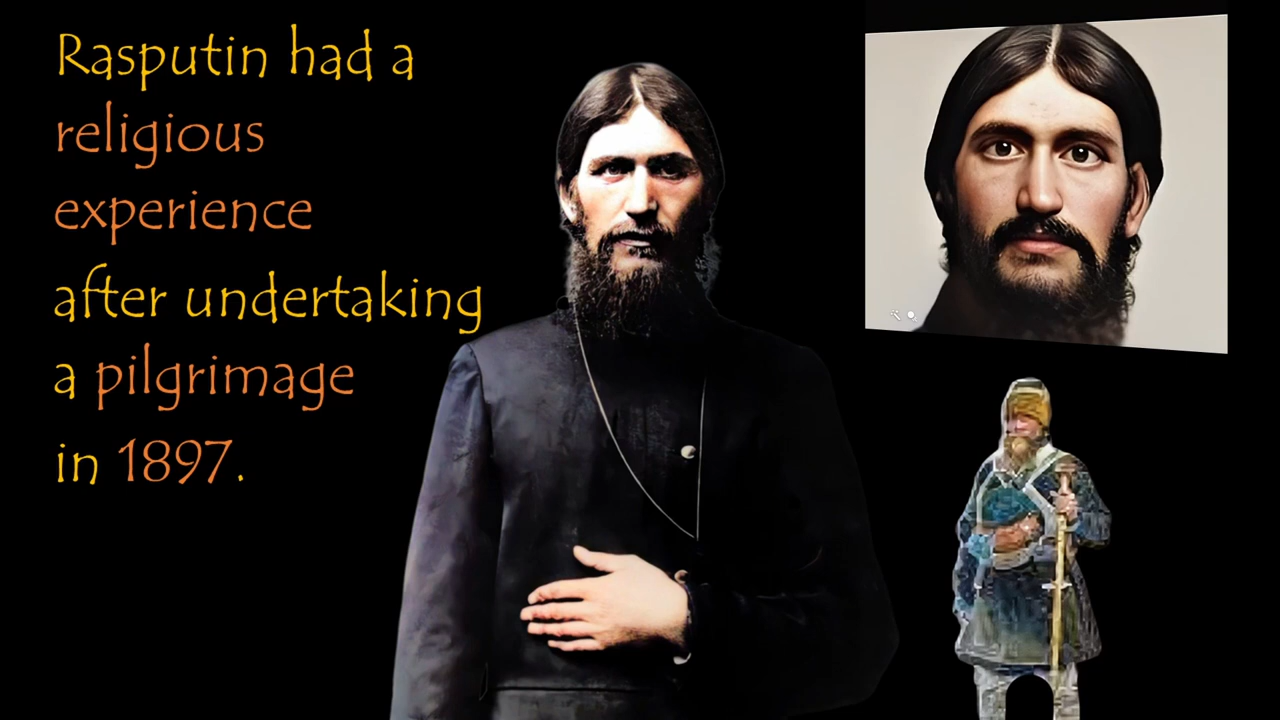 Rasputin had a
religious
experience
after undertaking
a pilgrimage
in 1897.